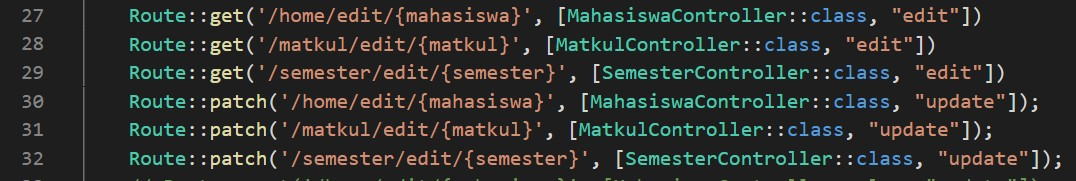 27 Route::get('/home/edit/{mahasiswa}', [MahasiswaController::class, "edit"])
28 Route::get('/matkul/edit/{matkul}', [MatkulController::class, "edit"])
29 Route::get('/semester/edit/{semester}', [SemesterController::class, "edit"])
30 Route::patch('/home/edit/{mahasiswa}', [MahasiswaController::class, "update"]);
31 Route::patch('/matkul/edit/{matkul}', [MatkulController::class, "update"]);
32 Route::patch('/semester/edit/{semester}', [SemesterController::class, "update"]);